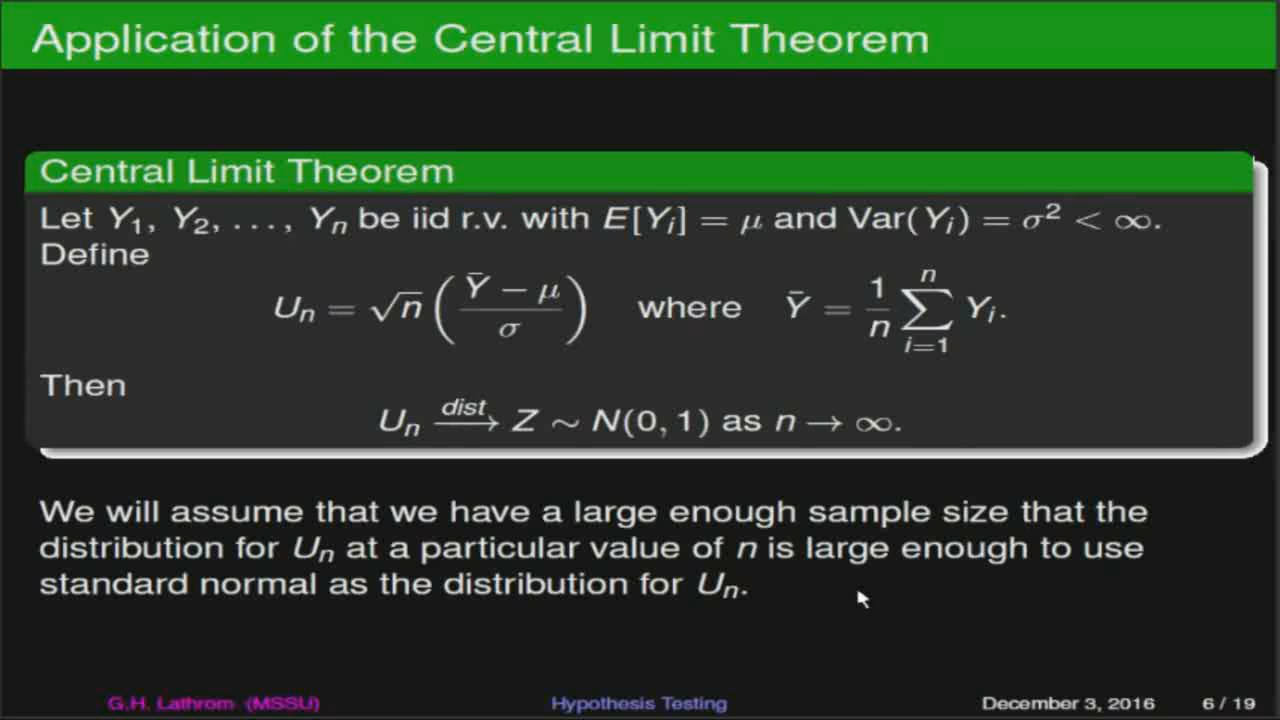 Application of the Central Limit Theorem
Central Limit Theorem
Let Y₁, Y₂, . . . , Yₙ be iid r.v. with E[Yᵢ] = μ and Var(Yᵢ) = σ² < ∞.
Define
Uₙ = √n ( (Ȳ − μ) / σ ) where Ȳ = 1/n ∑ᵢ₌₁ⁿ Yᵢ.
Then
Uₙ —dist→ Z ∼ N(0, 1) as n → ∞.
We will assume that we have a large enough sample size that the
distribution for Uₙ at a particular value of n is large enough to use
standard normal as the distribution for Uₙ.
G.H. Lathrom (MSSU) Hypothesis Testing December 3, 2016 6 / 19